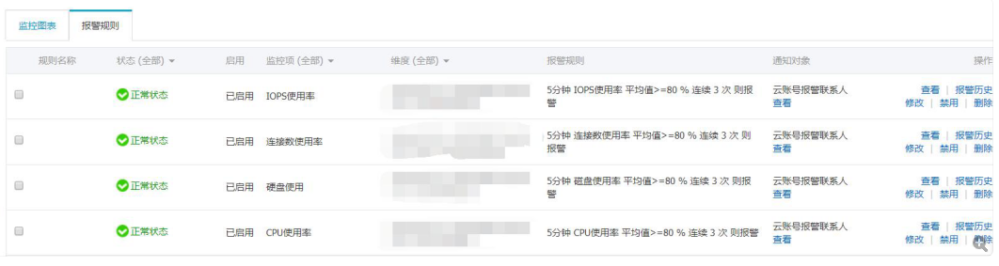 监控图表 报警规则
规则名称 状态 (全部) 启用 监控项 (全部) 维度 (全部) 报警规则 通知对象 操作
正常状态 已启用 IOPS使用率 5分钟 IOPS使用率 平均值>=80 % 连续 3 次 则报 云账号报警联系人 查看 | 报警历史
警 查看 修改 | 禁用 | 删除
正常状态 已启用 连接数使用率 5分钟 连接数使用率 平均值>=80 % 连续 3 次 则 云账号报警联系人 查看 | 报警历史
报警 查看 修改 | 禁用 | 删除
正常状态 已启用 硬盘使用 5分钟 磁盘使用率 平均值>=80 % 连续 3 次 则报 云账号报警联系人 查看 | 报警历史
警 查看 修改 | 禁用 | 删除
正常状态 已启用 CPU使用率 5分钟 CPU使用率 平均值>=80 % 连续 3 次 则报警 云账号报警联系人 查看 | 报警历史
查看 修改 | 禁用 | 删除